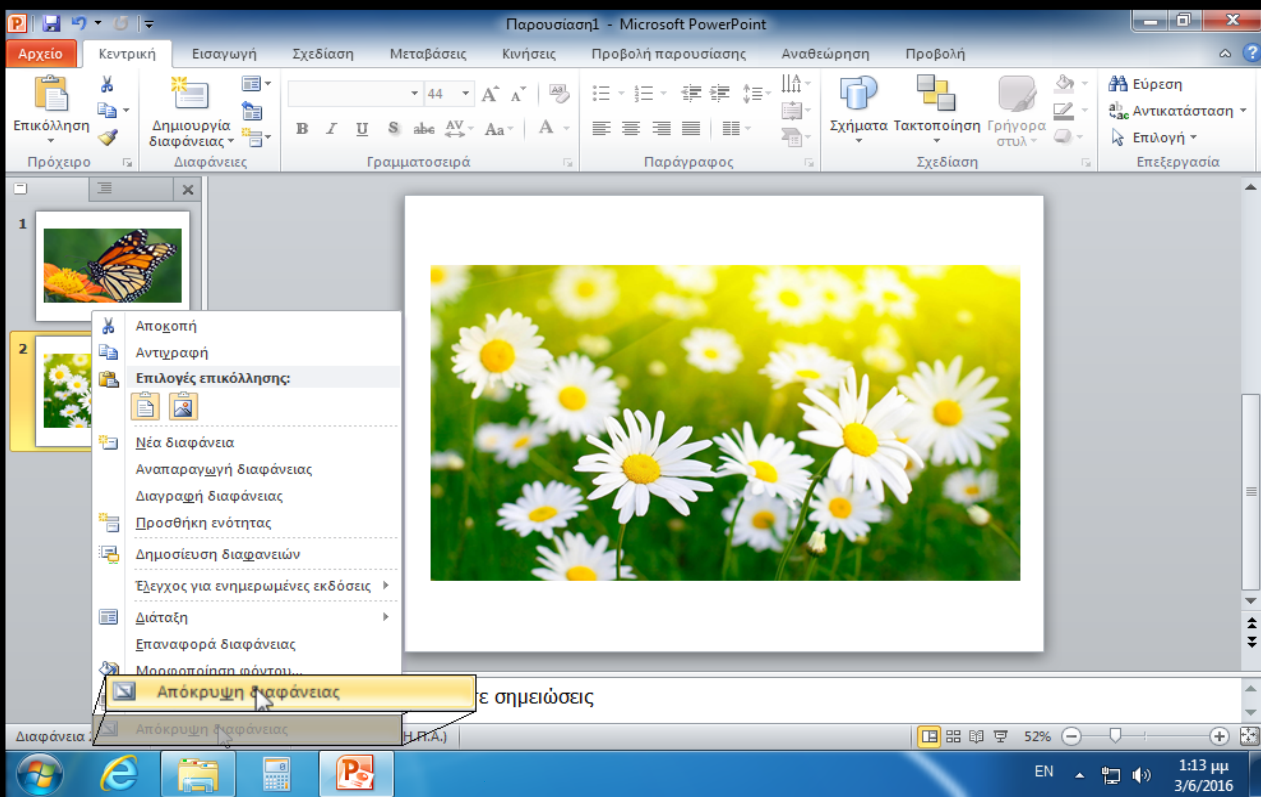 Παρουσίαση1 - Microsoft PowerPoint
Αρχείο Κεντρική Εισαγωγή Σχεδίαση Μεταβάσεις Κινήσεις Προβολή παρουσίασης Αναθεώρηση Προβολή
Επικόλληση
Δημιουργία διαφάνειας
44
Σχήματα Τακτοποίηση Γρήγορα στυλ
Εύρεση
Αντικατάσταση
Επιλογή
Πρόχειρο Διαφάνειες Γραμματοσειρά Παράγραφος Σχεδίαση Επεξεργασία
1
2
Αποκοπή
Αντιγραφή
Επιλογές επικόλλησης:
Νέα διαφάνεια
Αναπαραγωγή διαφάνειας
Διαγραφή διαφάνειας
Προσθήκη ενότητας
Δημοσίευση διαφανειών
Έλεγχος για ενημερωμένες εκδόσεις
Διάταξη
Επαναφορά διαφάνειας
Μορφοποίηση φόντου...
Απόκρυψη διαφάνειας
σημειώσεις
Απόκρυψη διαφάνειας
Διαφάνεια Η.Π.Α.) 52%
EN 1:13 μμ
3/6/2016